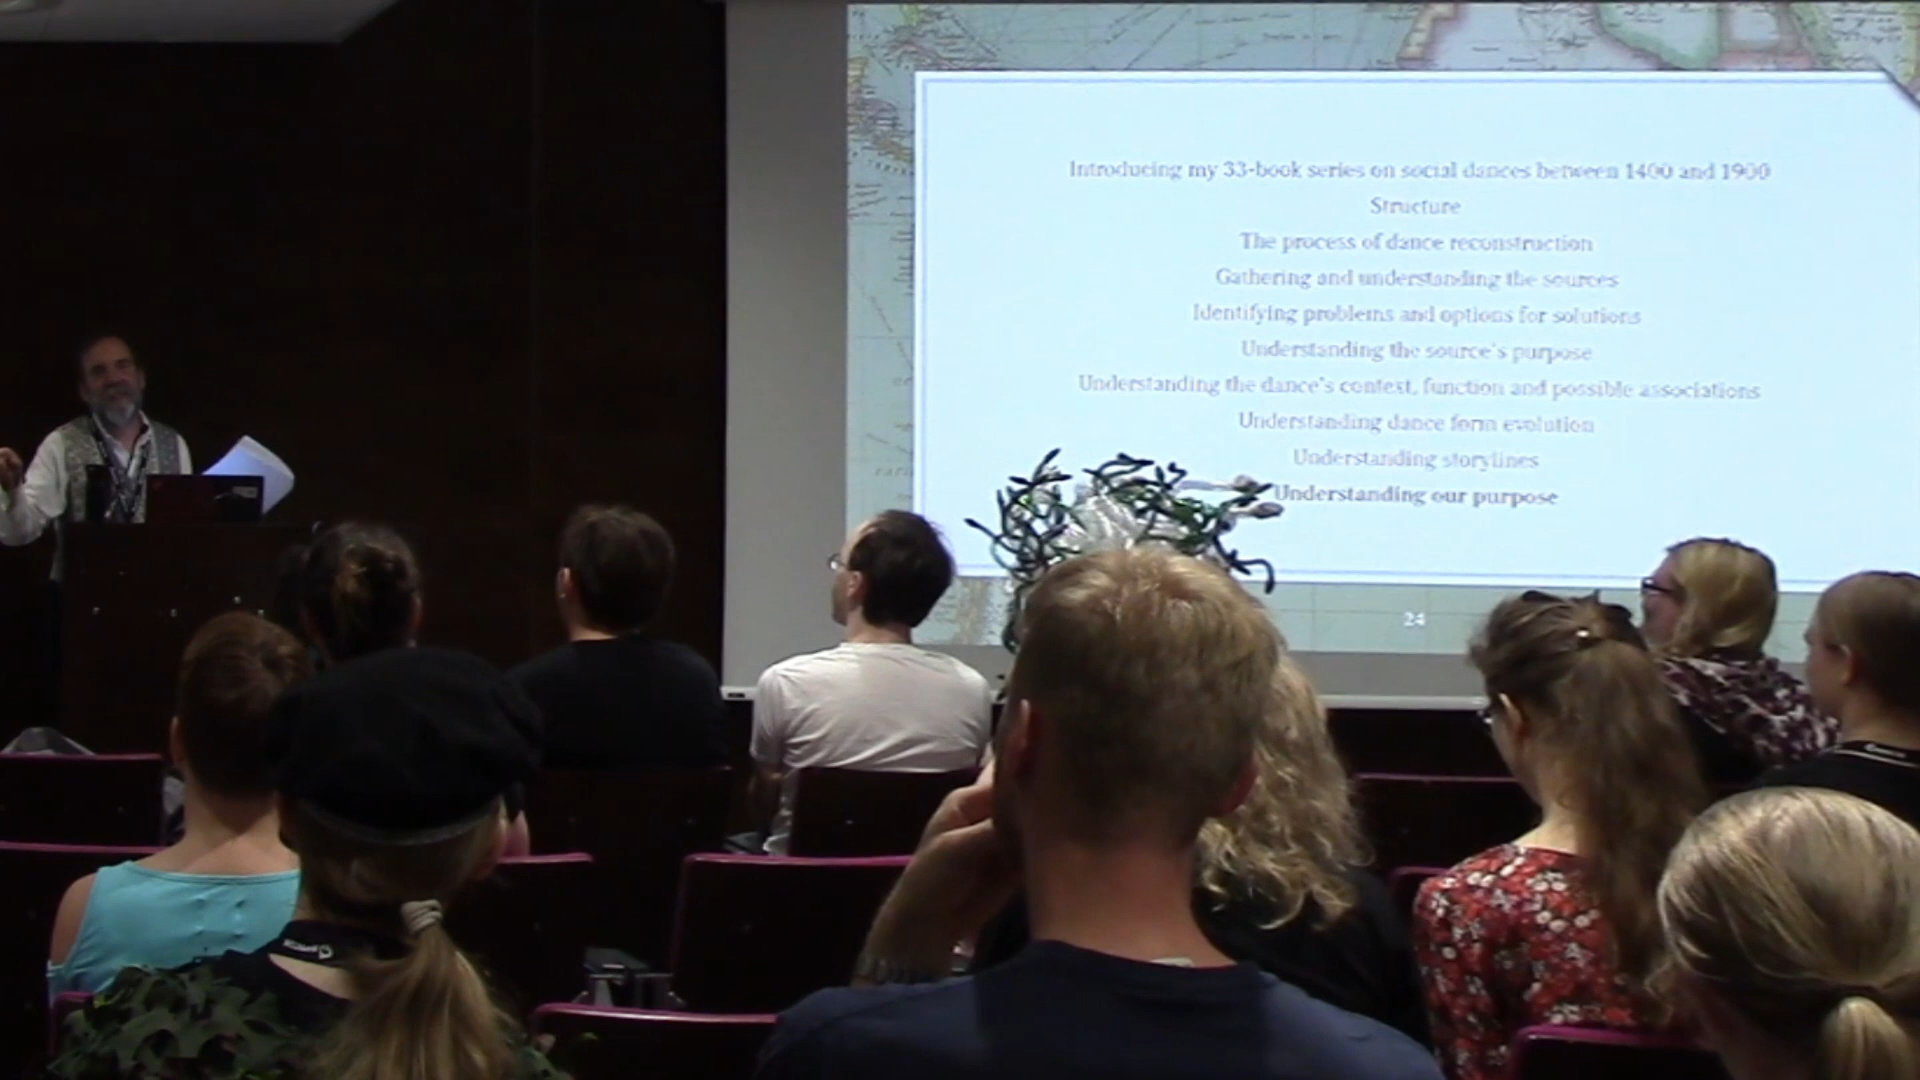 Introducing my 33-book series on social dances between 1400 and 1900
Structure
The process of dance reconstruction
Gathering and understanding the sources
Identifying problems and options for solutions
Understanding the source's purpose
Understanding the dance's context, function and possible associations
Understanding dance form evolution
Understanding storylines
Understanding our purpose
24